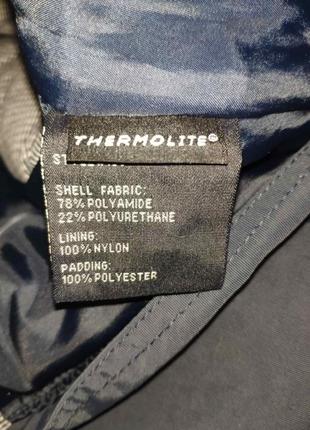 THERMOLITE®
SHELL FABRIC:
78% POLYAMIDE
22% POLYURETHANE
LINING:
100% NYLON
PADDING:
100% POLYESTER